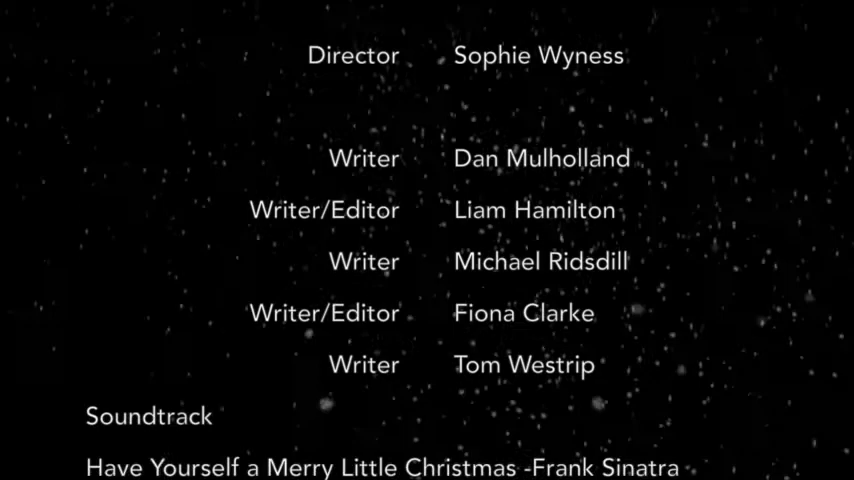 Director Sophie Wyness
Writer Dan Mulholland
Writer/Editor Liam Hamilton
Writer Michael Ridsdill
Writer/Editor Fiona Clarke
Writer Tom Westrip
Soundtrack
Have Yourself a Merry Little Christmas -Frank Sinatra